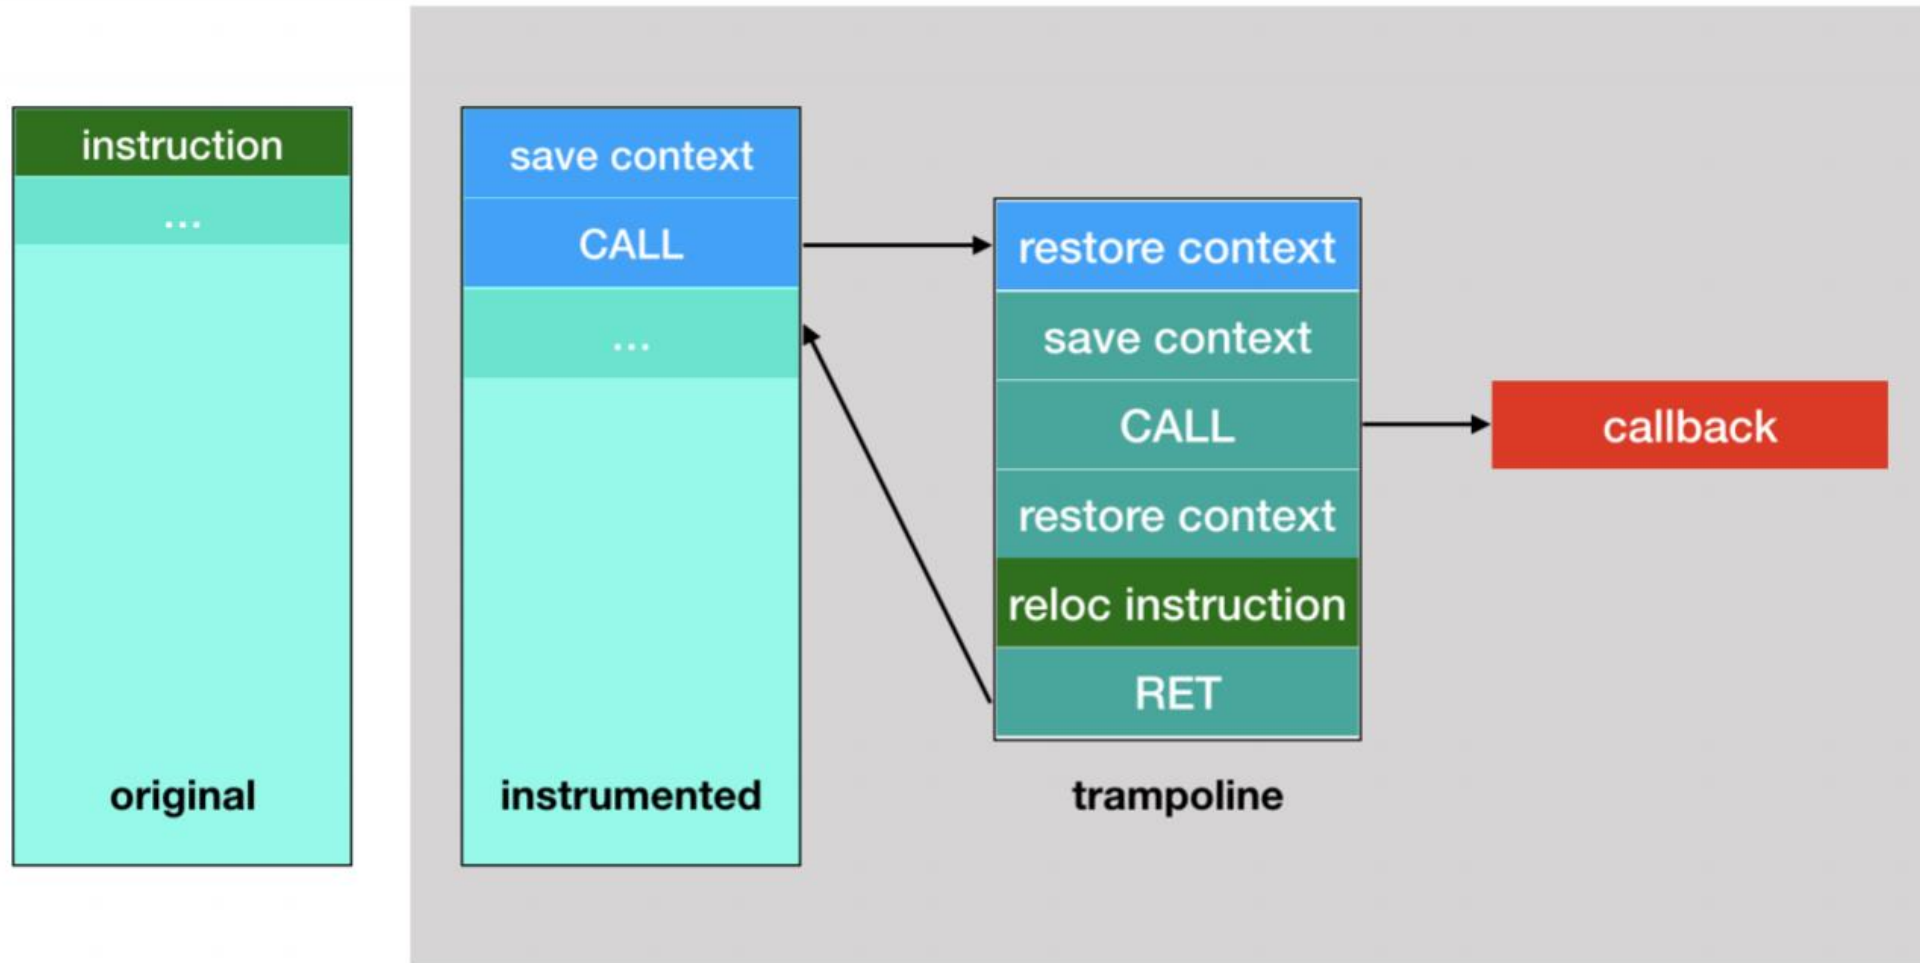 instruction
...
original
save context
CALL
...
instrumented
restore context
save context
CALL
restore context
reloc instruction
RET
trampoline
callback